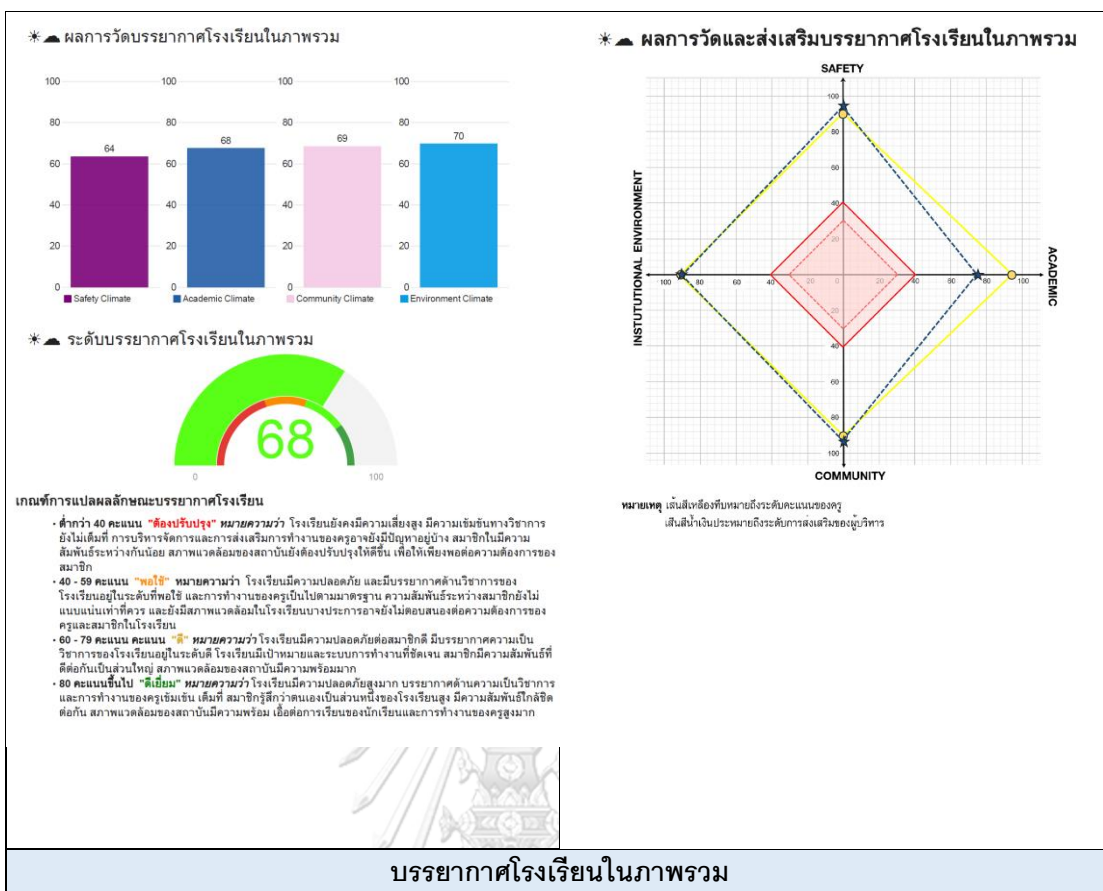 ☀☁ ผลการวัดบรรยากาศโรงเรียนในภาพรวม
100 100 100 100
80 80 80 80
64 68 69 70
60 60 60 60
40 40 40 40
20 20 20 20
0 0 0 0
Safety Climate Academic Climate Community Climate Environment Climate
☀☁ ระดับบรรยากาศโรงเรียนในภาพรวม
68
0 100
เกณฑ์การแปลผลลักษณะบรรยากาศโรงเรียน
• ต่ำกว่า 40 คะแนน "ต้องปรับปรุง" หมายความว่า โรงเรียนยังคงมีความเสี่ยงสูง มีความเข้มข้นทางวิชาการ
ยังไม่เต็มที่ การบริหารจัดการและการส่งเสริมการทำงานของครูอาจยังมีปัญหาอยู่บ้าง สมาชิกในมีความ
สัมพันธ์ระหว่างกันน้อย สภาพแวดล้อมของสถาบันยังต้องปรับปรุงให้ดีขึ้น เพื่อให้เพียงพอต่อความต้องการของ
สมาชิก
• 40 - 59 คะแนน "พอใช้" หมายความว่า โรงเรียนมีความปลอดภัย และมีบรรยากาศด้านวิชาการของ
โรงเรียนอยู่ในระดับที่พอใช้ และการทำงานของครูเป็นไปตามมาตรฐาน ความสัมพันธ์ระหว่างสมาชิกยังไม่
แนบแน่นเท่าที่ควร และยังมีสภาพแวดล้อมในโรงเรียนบางประการอาจยังไม่ตอบสนองต่อความต้องการของ
ครูและสมาชิกในโรงเรียน
• 60 - 79 คะแนน คะแนน "ดี" หมายความว่า โรงเรียนมีความปลอดภัยต่อสมาชิกดี มีบรรยากาศความเป็น
วิชาการของโรงเรียนอยู่ในระดับดี โรงเรียนมีเป้าหมายและระบบการทำงานที่ชัดเจน สมาชิกมีความสัมพันธ์ที่
ดีต่อกันเป็นส่วนใหญ่ สภาพแวดล้อมของสถาบันมีความพร้อมมาก
• 80 คะแนนขึ้นไป "ดีเยี่ยม" หมายความว่า โรงเรียนมีความปลอดภัยสูงมาก บรรยากาศด้านความเป็นวิชาการ
และการทำงานของครูเข้มเข้น เต็มที่ สมาชิกรู้สึกว่าตนเองเป็นส่วนหนึ่งของโรงเรียนสูง มีความสัมพันธ์ใกล้ชิด
ต่อกัน สภาพแวดล้อมของสถาบันมีความพร้อม เอื้อต่อการเรียนของนักเรียนและการทำงานของครูสูงมาก
☀☁ ผลการวัดและส่งเสริมบรรยากาศโรงเรียนในภาพรวม
SAFETY
100
80
60
40
20
INSTUTUTIONAL ENVIRONMENT
100 80 60 40 20 0 20 40 60 80 100
ACADEMIC
20
40
60
80
100
COMMUNITY
หมายเหตุ เส้นสีเหลืองทึบหมายถึงระดับคะแนนของครู
เส้นสีน้ำเงินประหมายถึงระดับการส่งเสริมของผู้บริหาร
บรรยากาศโรงเรียนในภาพรวม